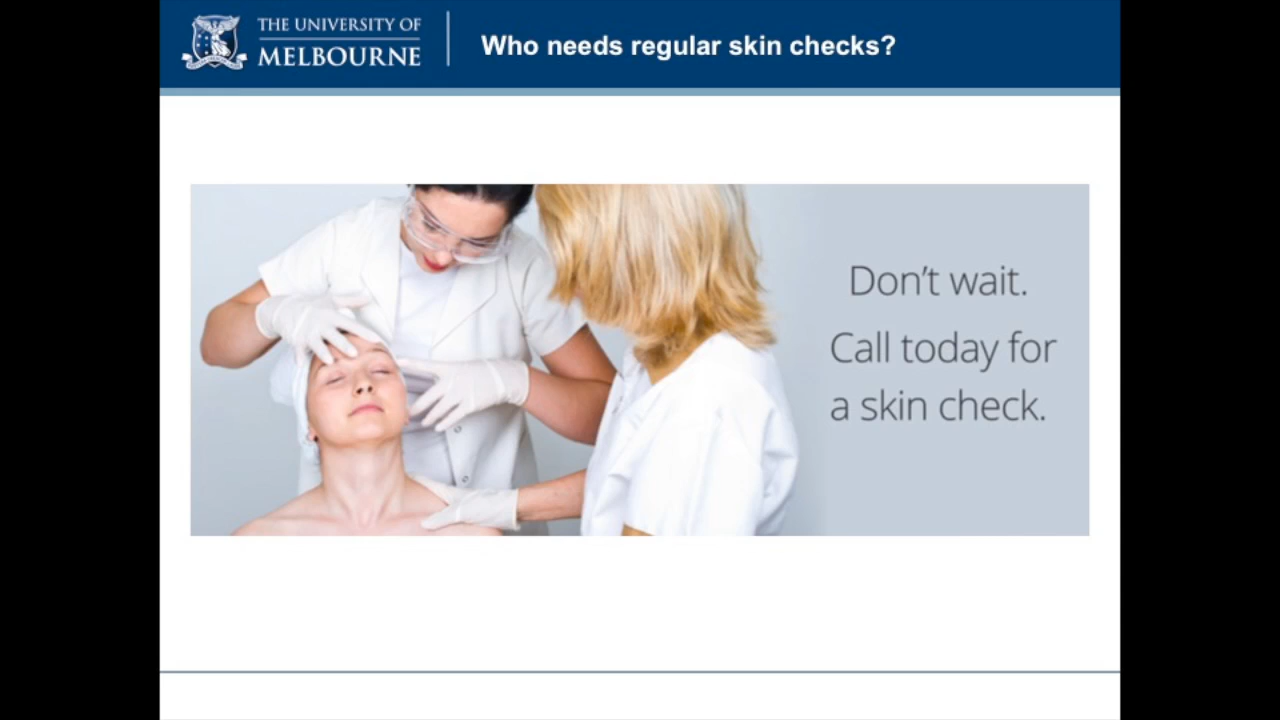 THE UNIVERSITY OF
MELBOURNE
Who needs regular skin checks?
Don't wait.
Call today for
a skin check.